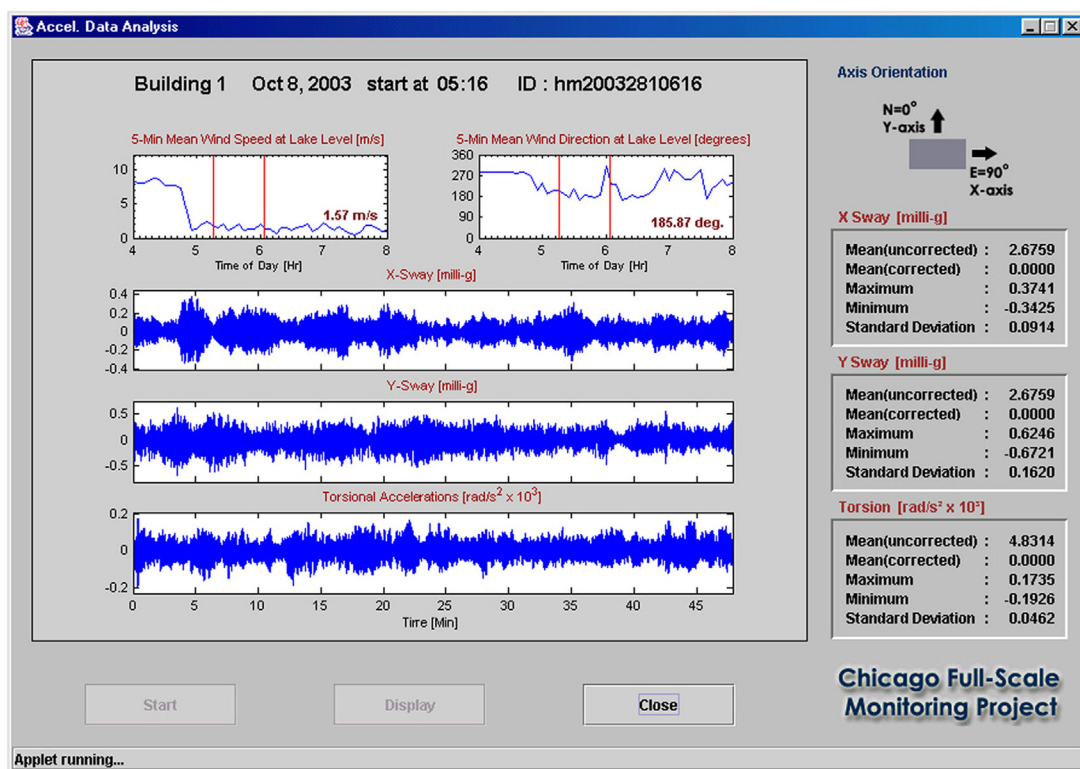 Accel. Data Analysis
Building 1 Oct 8, 2003 start at 05:16 ID : hm20032810616
5-Min Mean Wind Speed at Lake Level [m/s]
10
5
0
1.57 m/s
4 5 6 7 8
Time of Day [Hr]
5-Min Mean Wind Direction at Lake Level [degrees]
360
270
180
90
0
185.87 deg.
4 5 6 7 8
Time of Day [Hr]
X-Sway [milli-g]
0.4
0.2
0
-0.2
-0.4
Y-Sway [milli-g]
0.5
0
-0.5
Torsional Accelerations [rad/s² x 10³]
0.2
0
-0.2
0 5 10 15 20 25 30 35 40 45
Time [Min]
Axis Orientation
N=0°
Y-axis
E=90°
X-axis
X Sway [milli-g]
Mean(uncorrected) : 2.6759
Mean(corrected) : 0.0000
Maximum : 0.3741
Minimum : -0.3425
Standard Deviation : 0.0914
Y Sway [milli-g]
Mean(uncorrected) : 2.6759
Mean(corrected) : 0.0000
Maximum : 0.6246
Minimum : -0.6721
Standard Deviation : 0.1620
Torsion [rad/s² x 10³]
Mean(uncorrected) : 4.8314
Mean(corrected) : 0.0000
Maximum : 0.1735
Minimum : -0.1926
Standard Deviation : 0.0462
Start
Display
Close
Chicago Full-Scale
Monitoring Project
Applet running...